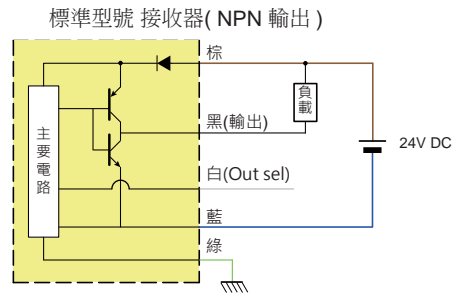 標準型號 接收器( NPN 輸出 )
棕
負載
黑(輸出)
主要電路
24V DC
白(Out sel)
藍
綠